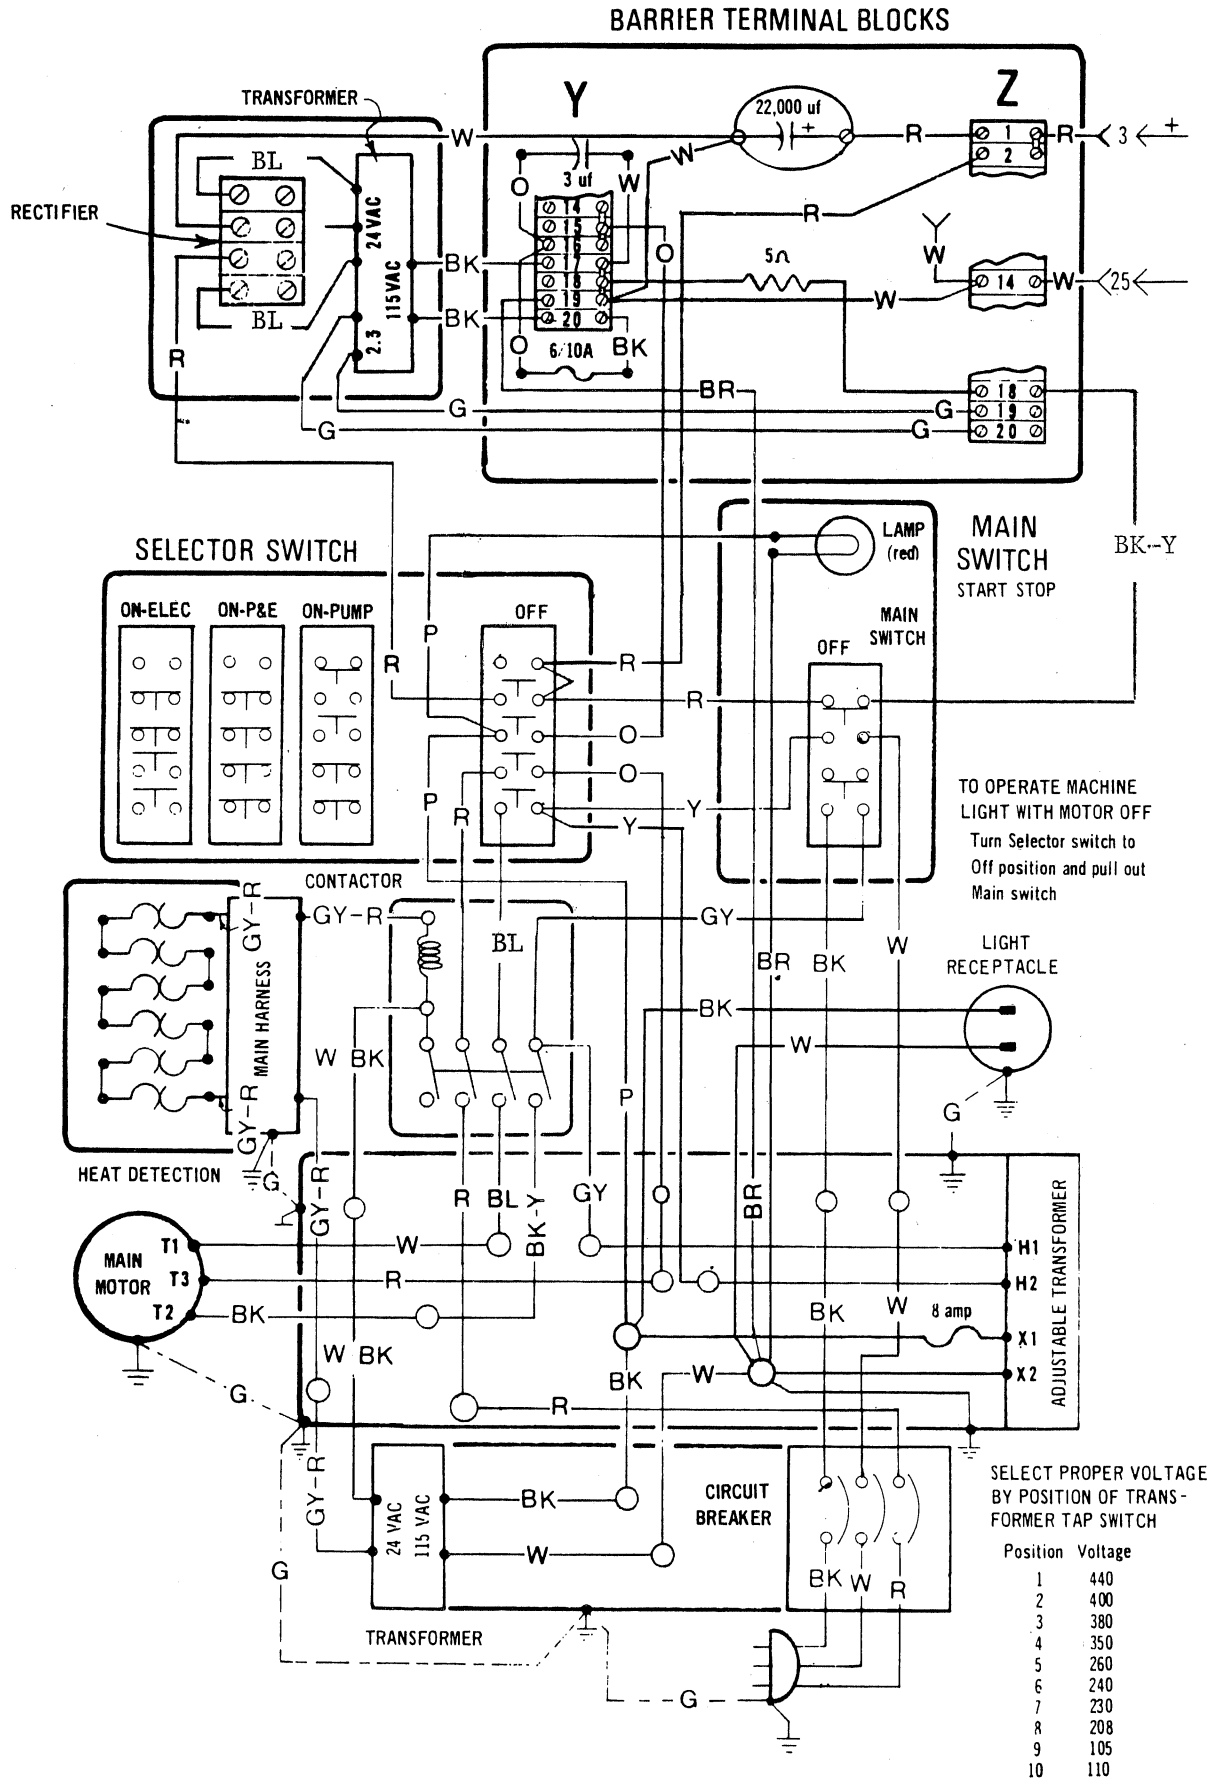 BARRIER TERMINAL BLOCKS
TRANSFORMER
Y
Z
22,000 uf
+
W
R
1
R
3
+
2
BL
RECTIFIER
24 VAC
115 VAC
2.3
BL
R
BK
BK
O
3 uf
W
W
14
15
16
17
18
19
20
O
6/10A
BK
O
R
5Ω
W
W
14
W
25
BR
G
G
18
G
19
G
20
SELECTOR SWITCH
LAMP
(red)
MAIN
SWITCH
START STOP
BK-Y
ON-ELEC
ON-P&E
ON-PUMP
OFF
MAIN
SWITCH
OFF
P
R
R
R
O
O
P
R
Y
Y
TO OPERATE MACHINE
LIGHT WITH MOTOR OFF
Turn Selector switch to
Off position and pull out
Main switch
CONTACTOR
GY-R
GY-R
MAIN HARNESS
GY-R
BL
GY
BR
BK
W
LIGHT
RECEPTACLE
BK
W
W
BK
P
G
HEAT DETECTION
G
GY-R
R
BL
BK-Y
GY
O
BR
ADJUSTABLE TRANSFORMER
MAIN
MOTOR
T1
T3
T2
W
R
BK
H1
H2
BK
W
8 amp
X1
X2
W
BK
BK
W
G
R
GY-R
24 VAC
115 VAC
BK
W
CIRCUIT
BREAKER
SELECT PROPER VOLTAGE
BY POSITION OF TRANS-
FORMER TAP SWITCH
Position Voltage
1 440
2 400
3 380
4 350
5 260
6 240
7 230
8 208
9 105
10 110
G
BK
W
R
TRANSFORMER
G